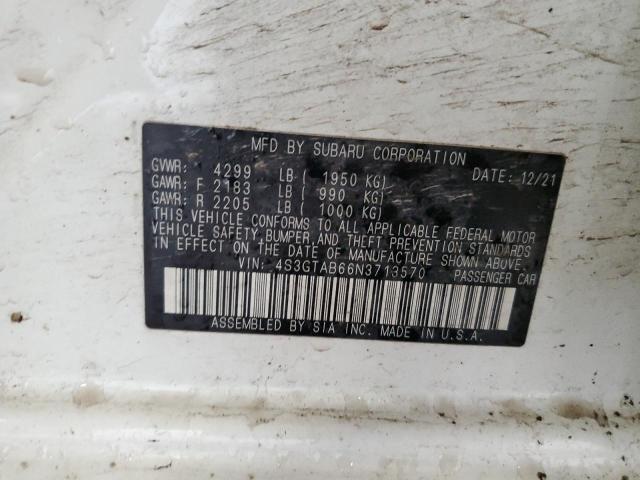 MFD BY SUBARU CORPORATION DATE: 12/21
GVWR: 4299 LB ( 1950 KG)
GAWR: F 2183 LB ( 990 KG)
GAWR: R 2205 LB ( 1000 KG)
THIS VEHICLE CONFORMS TO ALL APPLICABLE FEDERAL MOTOR
VEHICLE SAFETY, BUMPER, AND THEFT PREVENTION STANDARDS
IN EFFECT ON THE DATE OF MANUFACTURE SHOWN ABOVE.
VIN: 4S3GTAB66N3713570 PASSENGER CAR
ASSEMBLED BY SIA INC. MADE IN U.S.A.